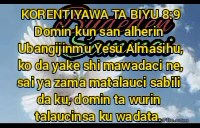 KORENTIYAWA TA BIYU 8:9
Domin kun san alherin
Ubangijinmu Yesu Almasihu,
ko da yake shi mawadaci ne,
sai ya zama matalauci sabili
da ku, domin ta wurin
talaucinsa ku wadata..